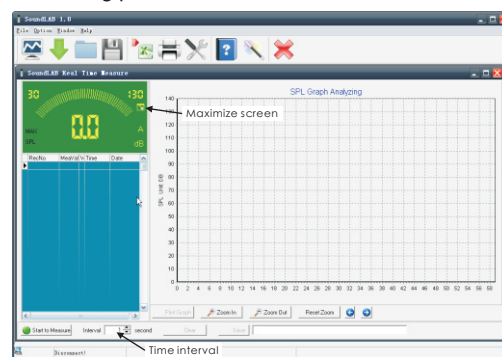 SoundLAB 1.0
File Option Window Help
SoundLAB Real Time Measure
30 130
MAX A
SPL dB
0.0
RecNo MeaVal Time Date
Maximize screen
SPL Graph Analyzing
SPL Unit DB
140
130
120
110
100
90
80
70
60
50
40
30
20
10
0 2 4 6 8 10 12 14 16 18 20 22 24 26 28 30 32 34 36 38 40 42 44 46 48 50 52 54 56 58
Plot Graph Zoom In Zoom Out Reset Zoom
Start to Measure Interval 1 second Clear Save
Time interval
Disconnect!